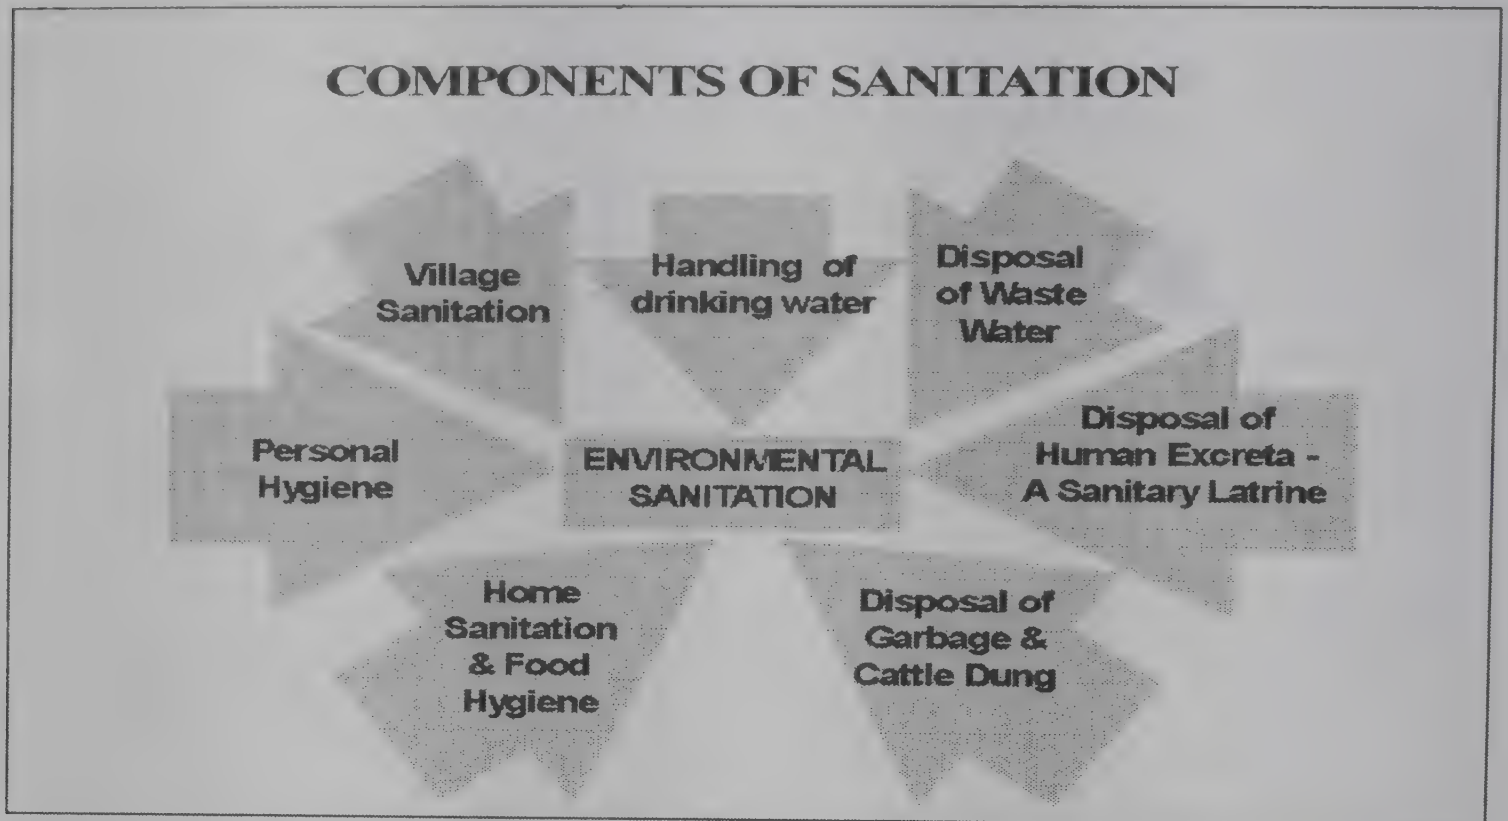 COMPONENTS OF SANITATION
Village
Sanitation
Handling of
drinking water
Disposal
of Waste
Water
Personal
Hygiene
ENVIRONMENTAL
SANITATION
Disposal of
Human Excreta -
A Sanitary Latrine
Home
Sanitation
& Food
Hygiene
Disposal of
Garbage &
Cattle Dung